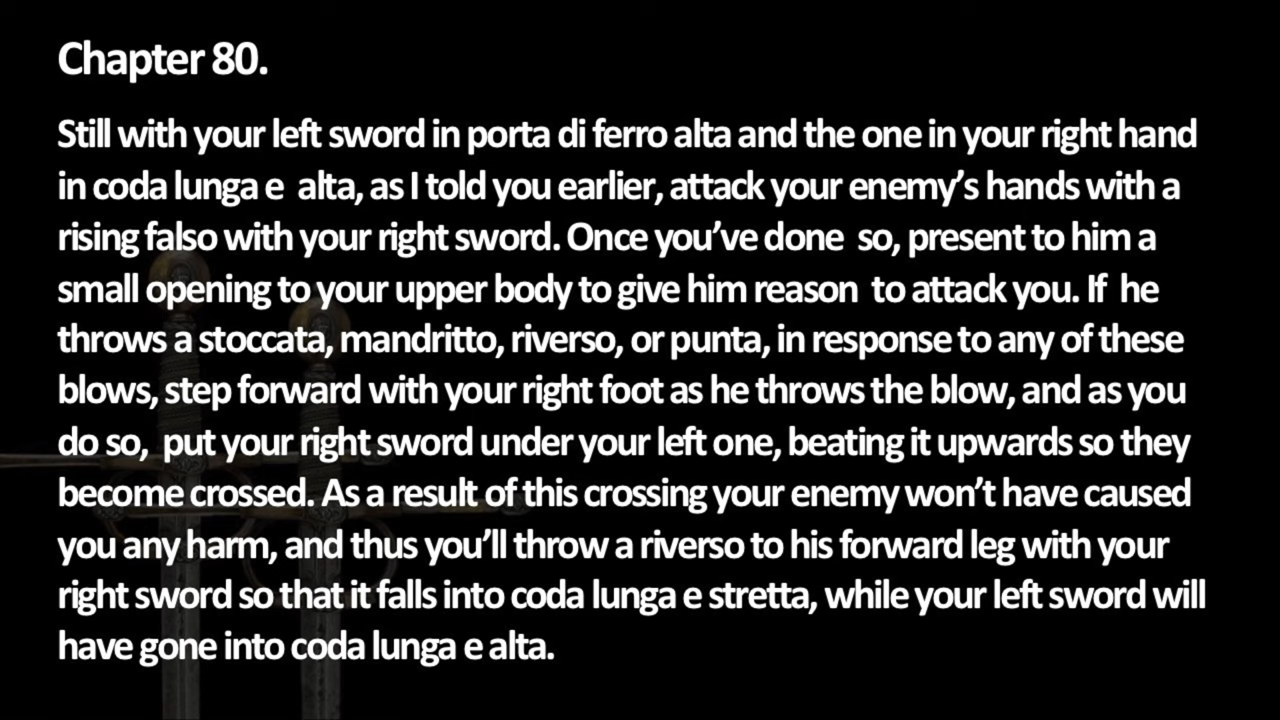 Chapter 80.
Still with your left sword in porta di ferro alta and the one in your right hand
in coda lunga e alta, as I told you earlier, attack your enemy’s hands with a
rising falso with your right sword. Once you’ve done so, present to him a
small opening to your upper body to give him reason to attack you. If he
throws a stoccata, mandritto, riverso, or punta, in response to any of these
blows, step forward with your right foot as he throws the blow, and as you
do so, put your right sword under your left one, beating it upwards so they
become crossed. As a result of this crossing your enemy won’t have caused
you any harm, and thus you’ll throw a riverso to his forward leg with your
right sword so that it falls into coda lunga e stretta, while your left sword will
have gone into coda lunga e alta.